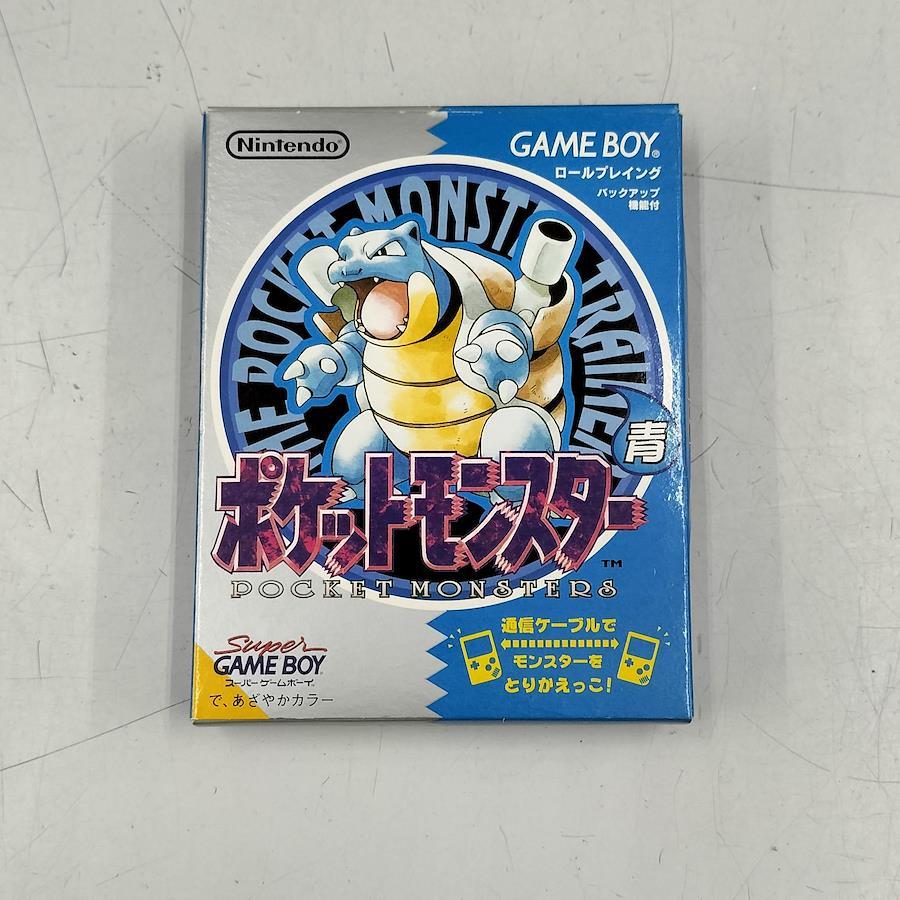 Nintendo
GAME BOY
ロールプレイング
バックアップ
機能付
THE POCKET MONSTER TRAINER
青
ポケットモンスター
TM
POCKET MONSTERS
通信ケーブルで
モンスターを
とりかえっこ!
Super
GAME BOY
スーパーゲームボーイ
で、あざやかカラー